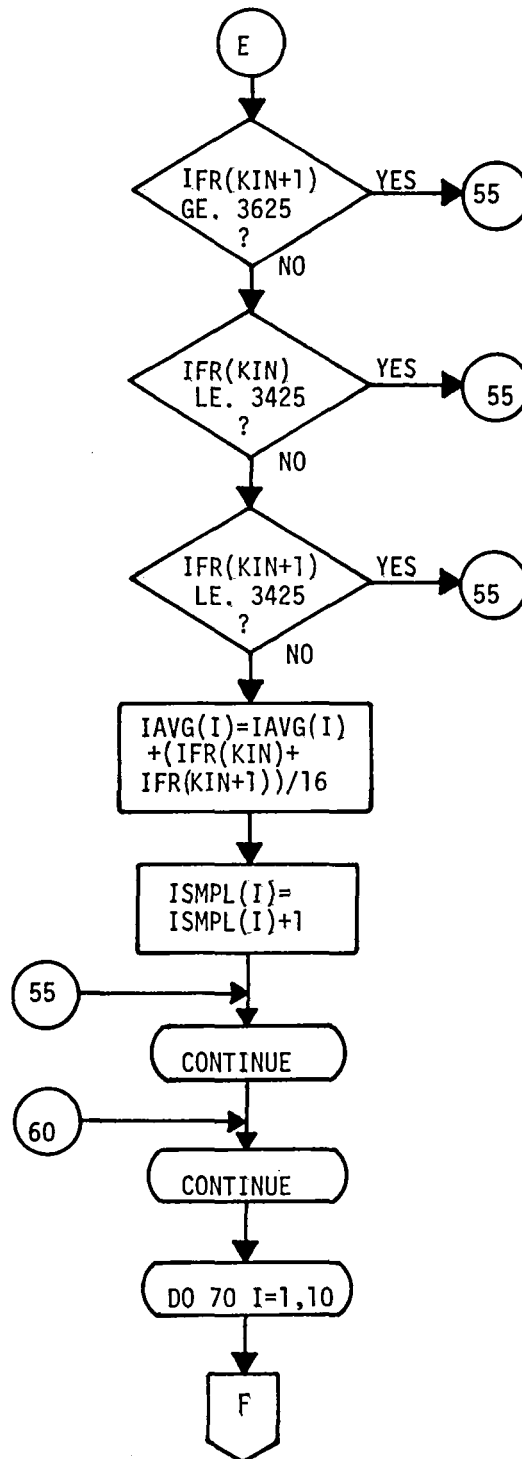 E
IFR(KIN+1)
GE. 3625
?
YES
55
NO
IFR(KIN)
LE. 3425
?
YES
55
NO
IFR(KIN+1)
LE. 3425
?
YES
55
NO
IAVG(I)=IAVG(I)
+(IFR(KIN)+
IFR(KIN+1))/16
ISMPL(I)=
ISMPL(I)+1
55
CONTINUE
60
CONTINUE
DO 70 I=1,10
F